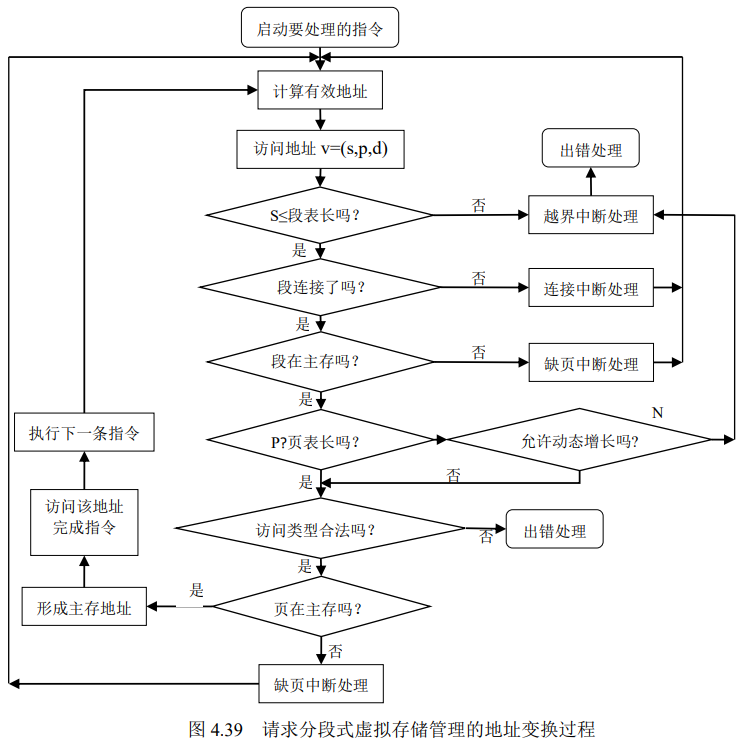 启动要处理的指令
计算有效地址
访问地址 v=(s,p,d)
出错处理
S≤段表长吗?
否
越界中断处理
是
段连接了吗?
否
连接中断处理
是
段在主存吗?
否
缺页中断处理
是
N
执行下一条指令
P?页表长吗?
允许动态增长吗?
是
否
访问该地址
完成指令
访问类型合法吗?
否
出错处理
是
是
形成主存地址
页在主存吗?
否
缺页中断处理
图 4.39 请求分段式虚拟存储管理的地址变换过程